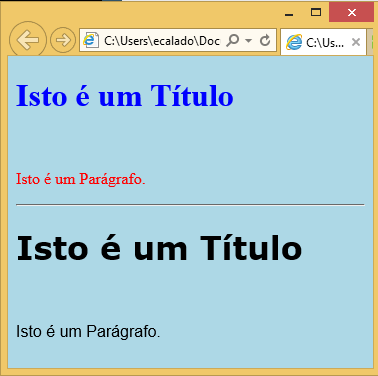 C:\Users\ecalado\Doc
C:\Us...
Isto é um Título
Isto é um Parágrafo.
Isto é um Título
Isto é um Parágrafo.